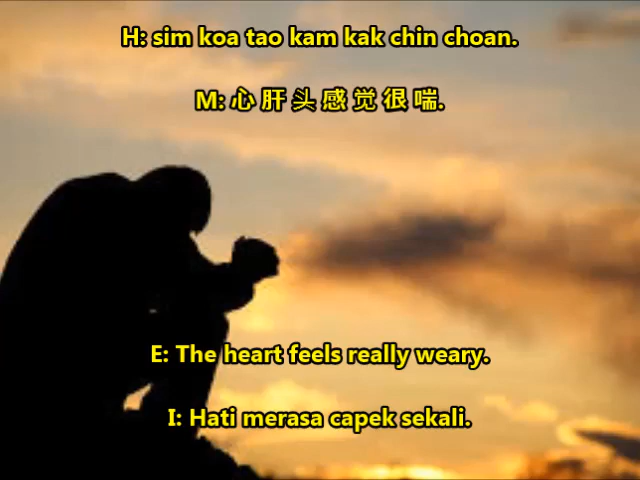 H: sim koa tao kam kak chin choan.
M: 心 肝 头 感 觉 很 喘.
E: The heart feels really weary.
I: Hati merasa capek sekali.